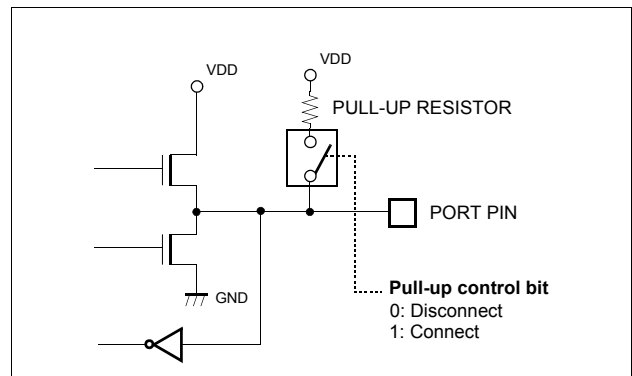 VDD
VDD
PULL-UP RESISTOR
PORT PIN
GND
Pull-up control bit
0: Disconnect
1: Connect